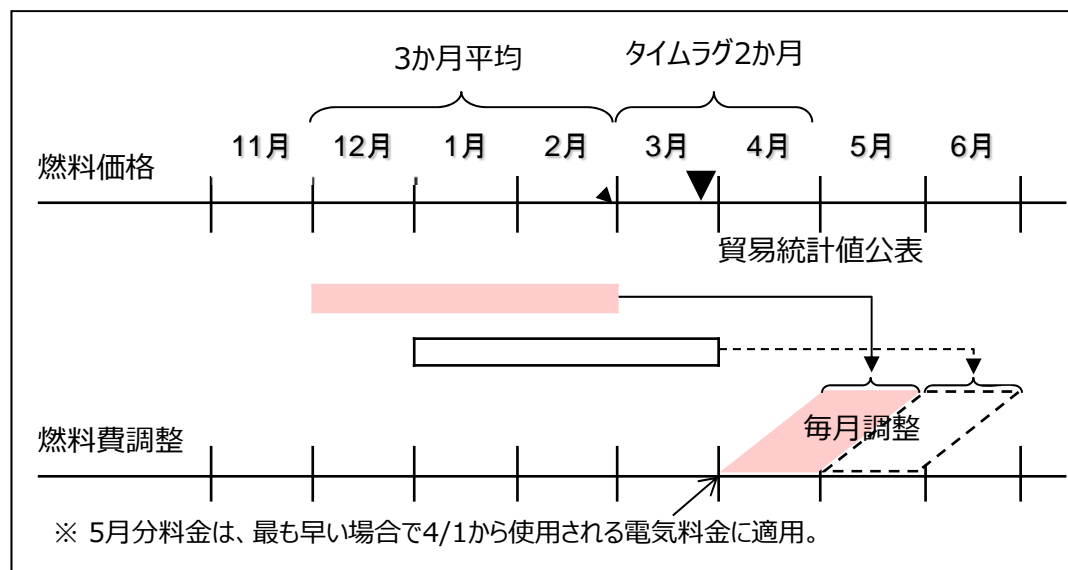 3か月平均 タイムラグ2か月
11月 12月 1月 2月 3月 4月 5月 6月
燃料価格
貿易統計値公表
毎月調整
燃料費調整
※ 5月分料金は、最も早い場合で4/1から使用される電気料金に適用。